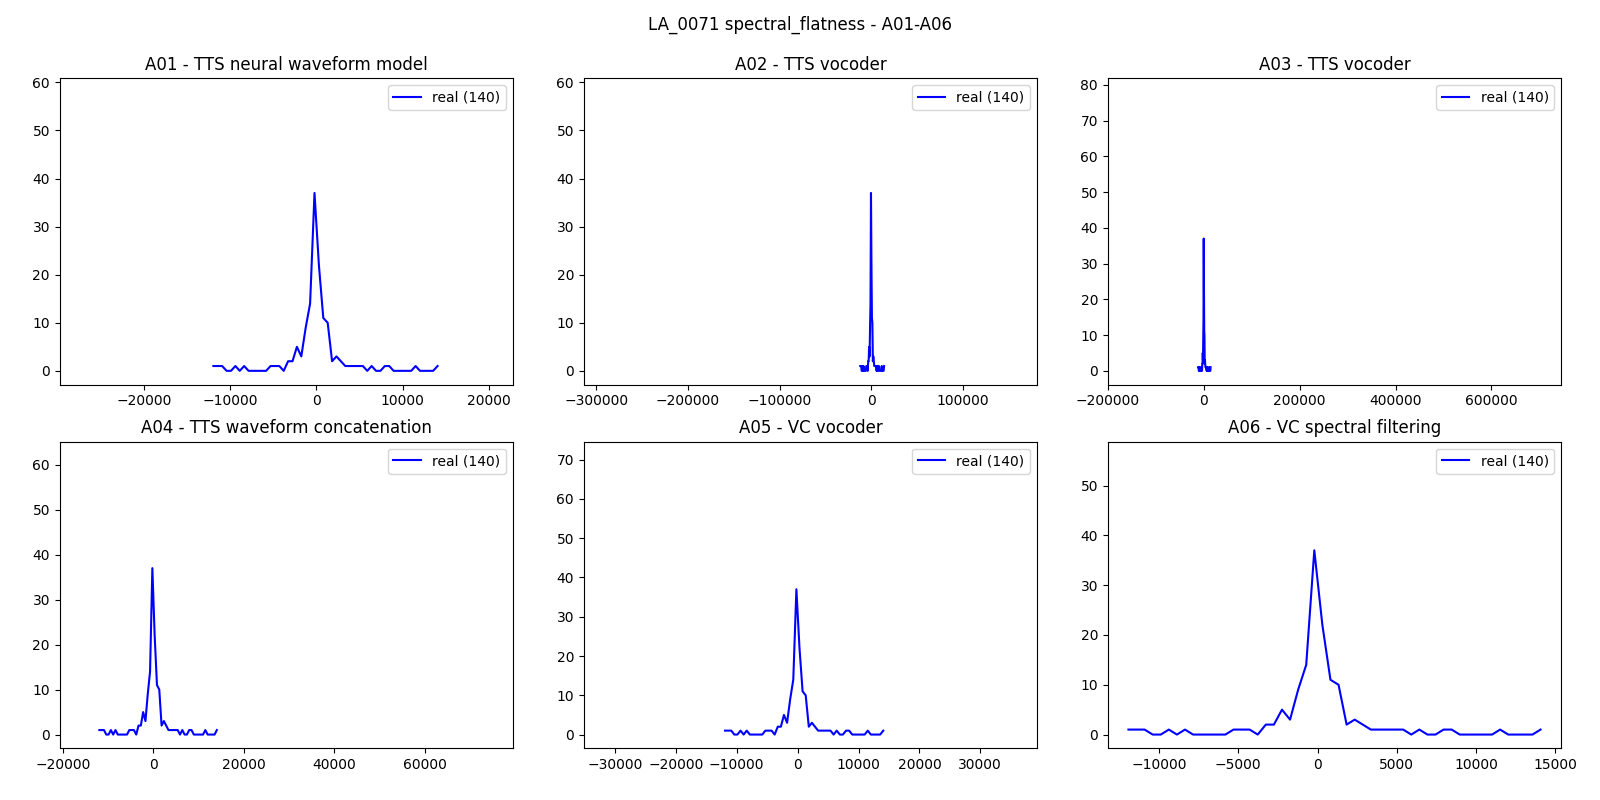 LA_0071 spectral_flatness - A01-A06
A01 - TTS neural waveform model
A02 - TTS vocoder
A03 - TTS vocoder
60
50
40
30
20
10
0
real (140)
−20000 −10000 0 10000 20000
60
50
40
30
20
10
0
real (140)
−300000 −200000 −100000 0 100000
80
70
60
50
40
30
20
10
0
real (140)
−200000 0 200000 400000 600000
A04 - TTS waveform concatenation
A05 - VC vocoder
A06 - VC spectral filtering
60
50
40
30
20
10
0
real (140)
−20000 0 20000 40000 60000
70
60
50
40
30
20
10
0
real (140)
−30000 −20000 −10000 0 10000 20000 30000
50
40
30
20
10
0
real (140)
−10000 −5000 0 5000 10000 15000